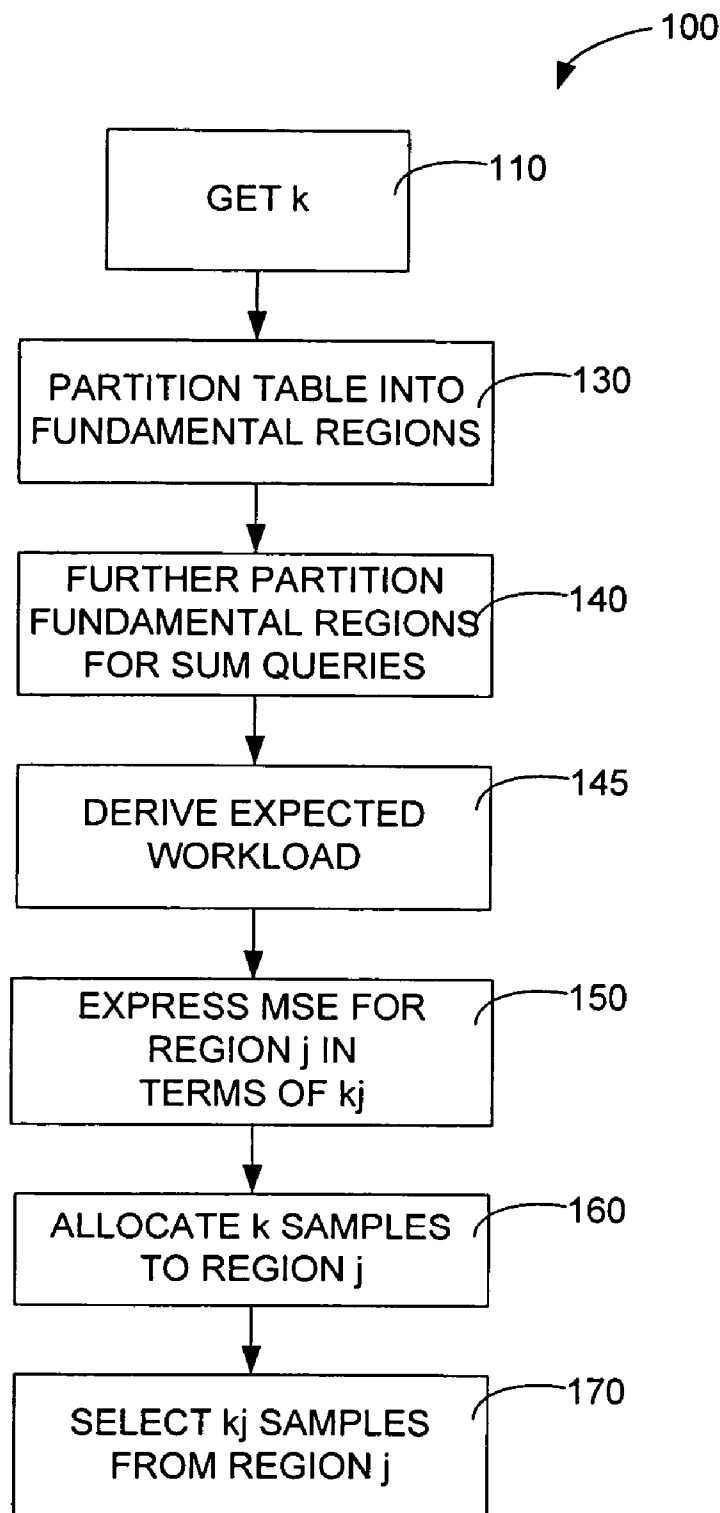 100
110
GET k
130
PARTITION TABLE INTO
FUNDAMENTAL REGIONS
140
FURTHER PARTITION
FUNDAMENTAL REGIONS
FOR SUM QUERIES
145
DERIVE EXPECTED
WORKLOAD
150
EXPRESS MSE FOR
REGION j IN
TERMS OF kj
160
ALLOCATE k SAMPLES
TO REGION j
170
SELECT kj SAMPLES
FROM REGION j